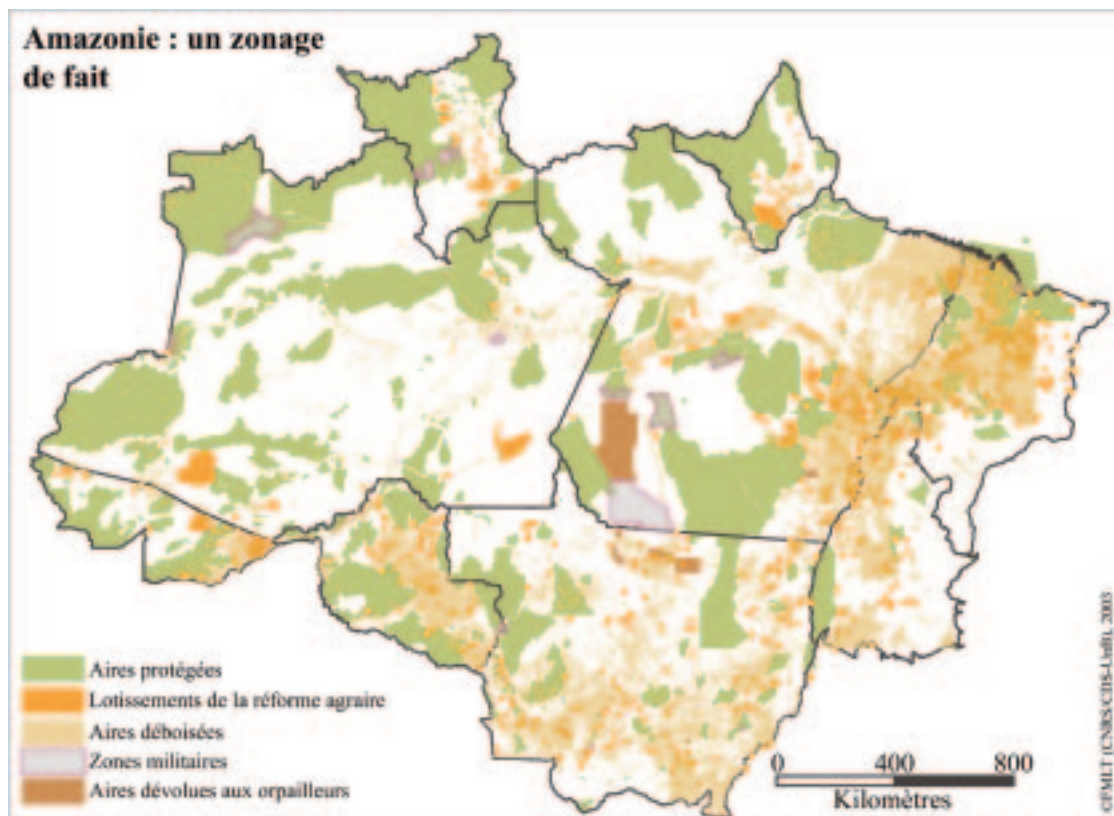 Amazonie : un zonage
de fait
Aires protégées
Lotissements de la réforme agraire
Aires déboisées
Zones militaires
Aires dévolues aux orpailleurs
0 400 800
Kilomètres
2003